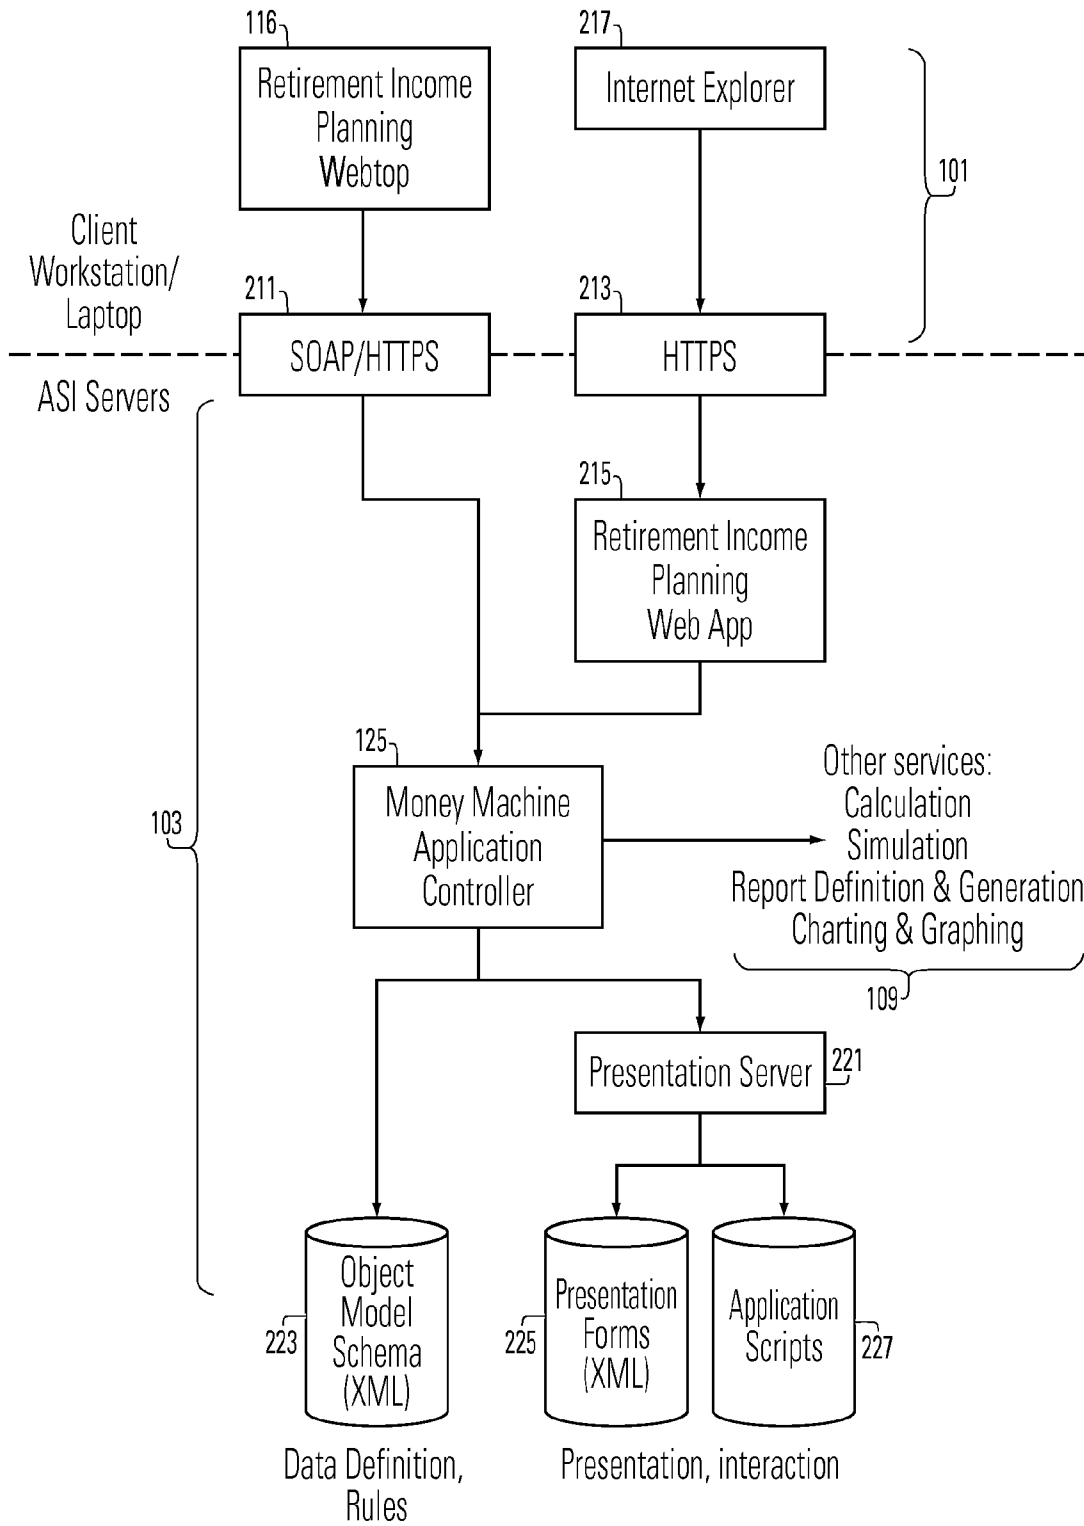 116
Retirement Income
Planning
Webtop
217
Internet Explorer
101
Client
Workstation/
Laptop
211
SOAP/HTTPS
213
HTTPS
ASI Servers
215
Retirement Income
Planning
Web App
125
Money Machine
Application
Controller
103
Other services:
Calculation
Simulation
Report Definition & Generation
Charting & Graphing
109
Presentation Server
221
Object
Model
Schema
(XML)
223
Presentation
Forms
(XML)
225
Application
Scripts
227
Data Definition,
Rules
Presentation, interaction